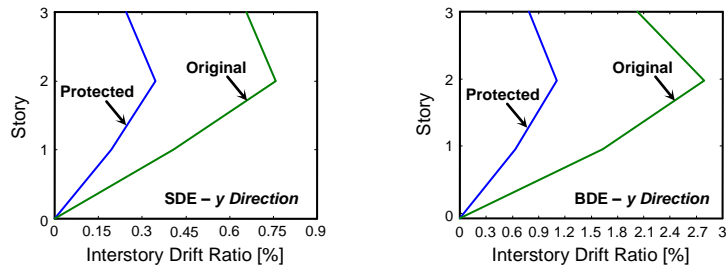 3
2
1
0
Story
Protected
Original
SDE – y Direction
0 0.15 0.3 0.45 0.6 0.75 0.9
Interstory Drift Ratio [%]
3
2
1
0
Story
Protected
Original
BDE – y Direction
0 0.3 0.6 0.9 1.2 1.5 1.8 2.1 2.4 2.7 3
Interstory Drift Ratio [%]